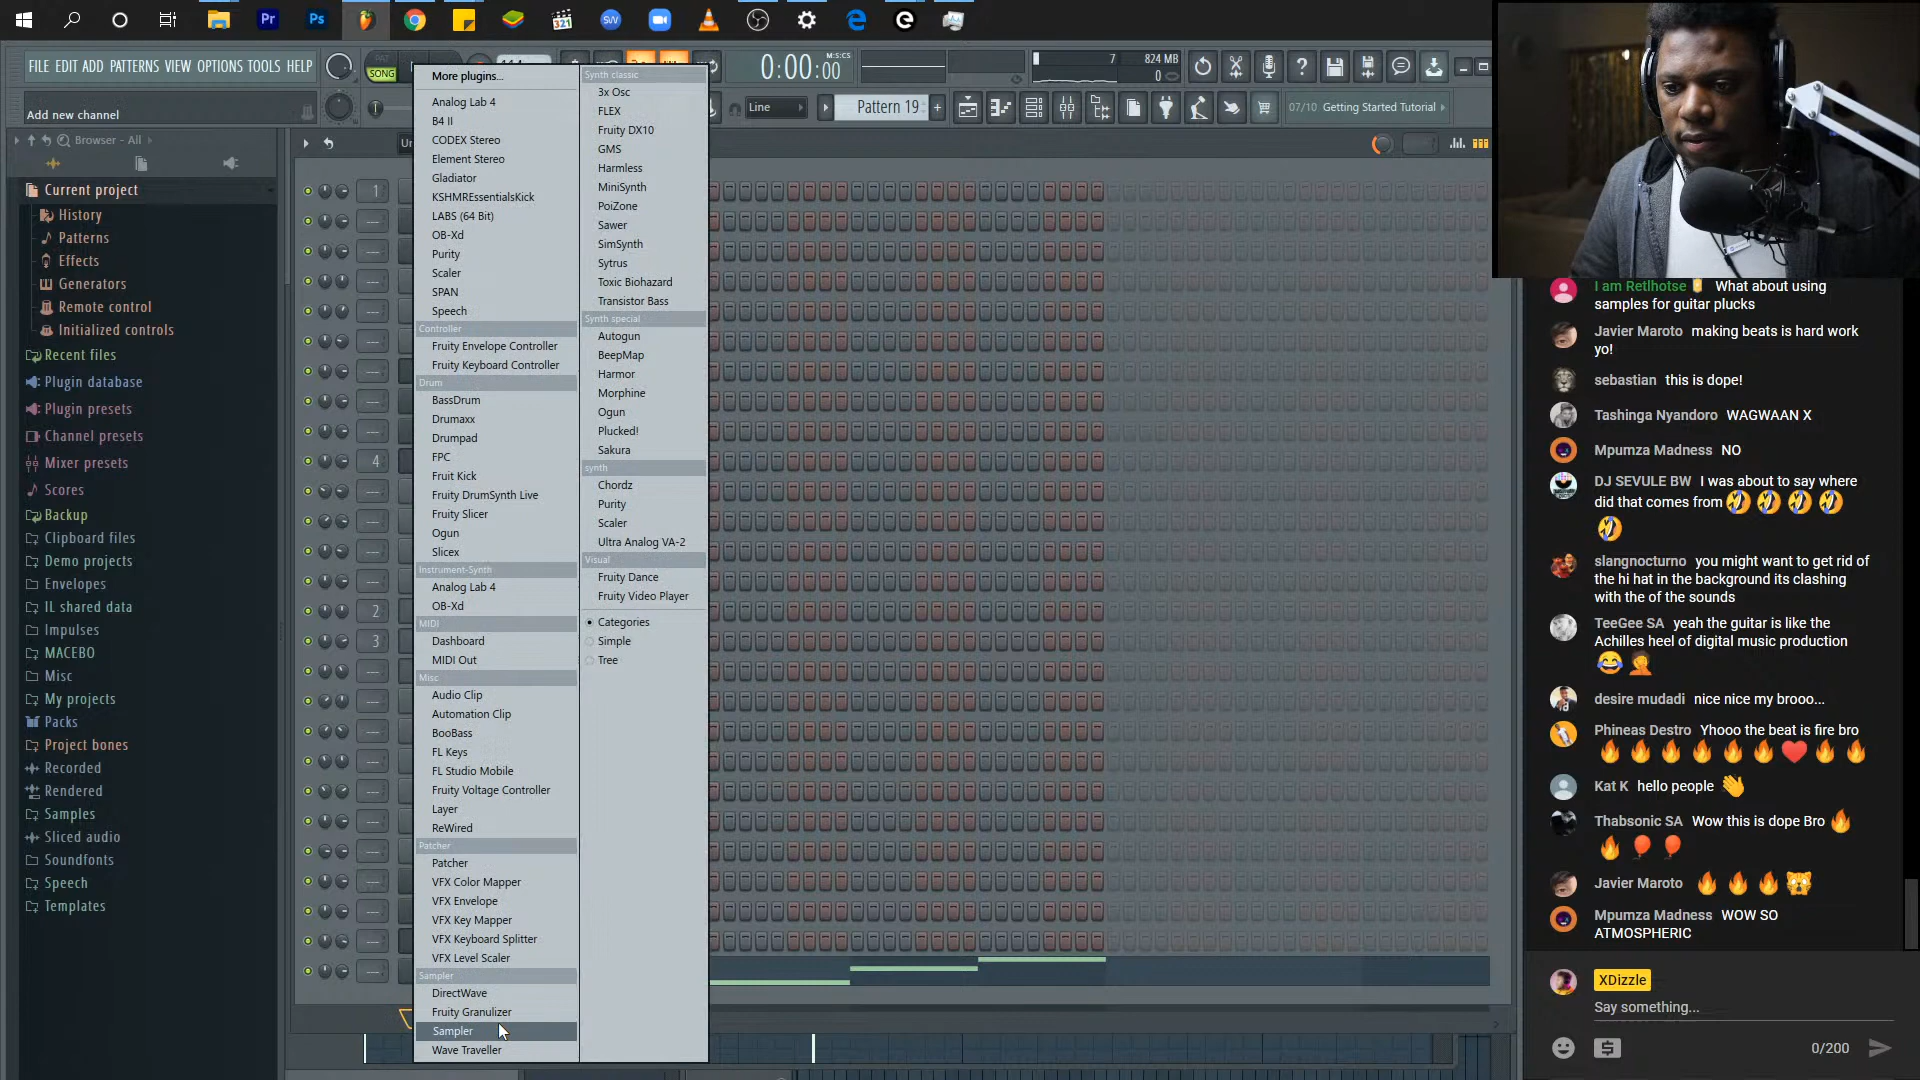 Pr
Ps
321
SW
FILE EDIT ADD PATTERNS VIEW OPTIONS TOOLS HELP
PAT
SONG
0:00:00
M:S:CS
7
824 MB
0
Add new channel
Line
Pattern 19
+
07/10 Getting Started Tutorial
Browser - All
Current project
History
Patterns
Effects
Generators
Remote control
Initialized controls
Recent files
Plugin database
Plugin presets
Channel presets
Mixer presets
Scores
Backup
Clipboard files
Demo projects
Envelopes
IL shared data
Impulses
MACEBO
Misc
My projects
Packs
Project bones
Recorded
Rendered
Samples
Sliced audio
Soundfonts
Speech
Templates
1
4
2
3
More plugins...
Analog Lab 4
B4 II
CODEX Stereo
Element Stereo
Gladiator
KSHMREssentialsKick
LABS (64 Bit)
OB-Xd
Purity
Scaler
SPAN
Speech
Controller
Fruity Envelope Controller
Fruity Keyboard Controller
Drum
BassDrum
Drumaxx
Drumpad
FPC
Fruit Kick
Fruity DrumSynth Live
Fruity Slicer
Ogun
Slicex
Instrument-Synth
Analog Lab 4
OB-Xd
MIDI
Dashboard
MIDI Out
Misc
Audio Clip
Automation Clip
BooBass
FL Keys
FL Studio Mobile
Fruity Voltage Controller
Layer
ReWired
Patcher
Patcher
VFX Color Mapper
VFX Envelope
VFX Key Mapper
VFX Keyboard Splitter
VFX Level Scaler
Sampler
DirectWave
Fruity Granulizer
Sampler
Wave Traveller
Synth classic
3x Osc
FLEX
Fruity DX10
GMS
Harmless
MiniSynth
PoiZone
Sawer
SimSynth
Sytrus
Toxic Biohazard
Transistor Bass
Synth special
Autogun
BeepMap
Harmor
Morphine
Ogun
Plucked!
Sakura
synth
Chordz
Purity
Scaler
Ultra Analog VA-2
Visual
Fruity Dance
Fruity Video Player
Categories
Simple
Tree
I am Retlhotse What about using
samples for guitar plucks
Javier Maroto making beats is hard work
yo!
sebastian this is dope!
Tashinga Nyandoro WAGWAAN X
Mpumza Madness NO
DJ SEVULE BW I was about to say where
did that comes from 🤣🤣🤣🤣
🤣
slangnocturno you might want to get rid of
the hi hat in the background its clashing
with the of the sounds
TeeGee SA yeah the guitar is like the
Achilles heel of digital music production
😂🤦
desire mudadi nice nice my brooo...
Phineas Destro Yhooo the beat is fire bro
🔥🔥🔥🔥🔥🔥❤️🔥🔥
Kat K hello people 👋
Thabsonic SA Wow this is dope Bro 🔥
🔥🎈🎈
Javier Maroto 🔥🔥🔥🙀
Mpumza Madness WOW SO
ATMOSPHERIC
XDizzle
Say something...
0/200